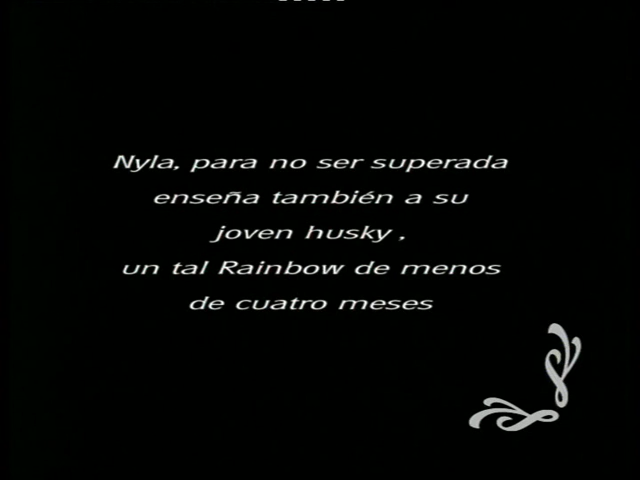 Nyla, para no ser superada
enseña también a su
joven husky ,
un tal Rainbow de menos
de cuatro meses